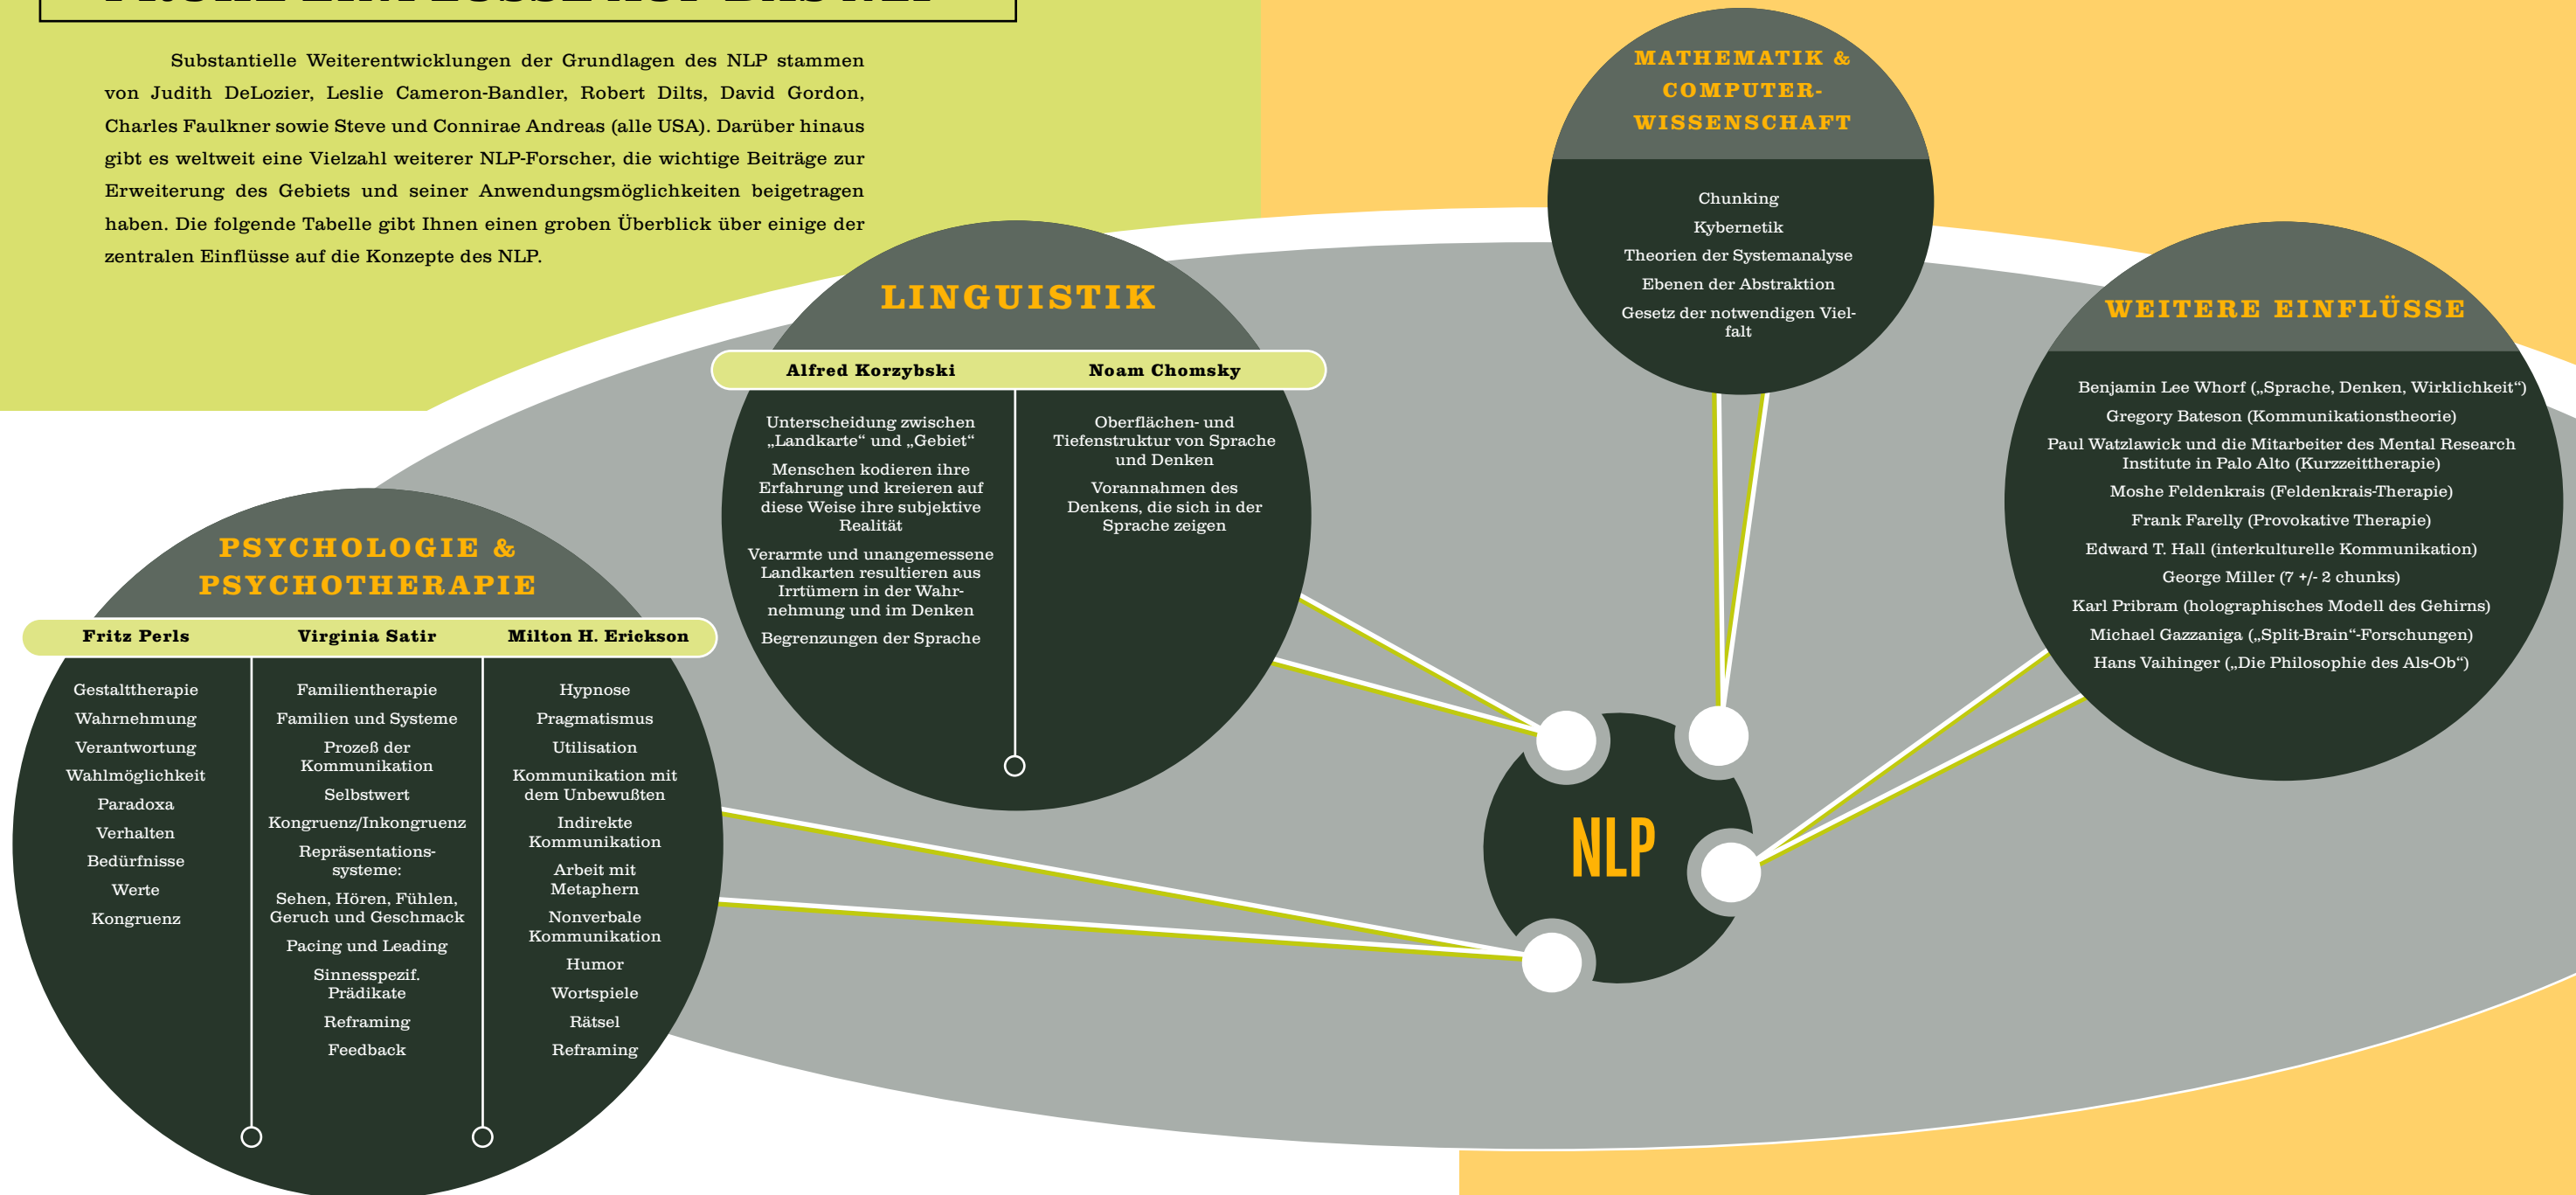 Substantielle Weiterentwicklungen der Grundlagen des NLP stammen
von Judith DeLozier, Leslie Cameron-Bandler, Robert Dilts, David Gordon,
Charles Faulkner sowie Steve und Connirae Andreas (alle USA). Darüber hinaus
gibt es weltweit eine Vielzahl weiterer NLP-Forscher, die wichtige Beiträge zur
Erweiterung des Gebiets und seiner Anwendungsmöglichkeiten beigetragen
haben. Die folgende Tabelle gibt Ihnen einen groben Überblick über einige der
zentralen Einflüsse auf die Konzepte des NLP.
PSYCHOLOGIE &
PSYCHOTHERAPIE
Fritz Perls
Gestalttherapie
Wahrnehmung
Verantwortung
Wahlmöglichkeit
Paradoxa
Verhalten
Bedürfnisse
Werte
Kongruenz
Virginia Satir
Familientherapie
Familien und Systeme
Prozeß der
Kommunikation
Selbstwert
Kongruenz/Inkongruenz
Repräsentations-
systeme:
Sehen, Hören, Fühlen,
Geruch und Geschmack
Pacing und Leading
Sinnesspezif.
Prädikate
Reframing
Feedback
Milton H. Erickson
Hypnose
Pragmatismus
Utilisation
Kommunikation mit
dem Unbewußten
Indirekte
Kommunikation
Arbeit mit
Metaphern
Nonverbale
Kommunikation
Humor
Wortspiele
Rätsel
Reframing
LINGUISTIK
Alfred Korzybski
Unterscheidung zwischen
„Landkarte“ und „Gebiet“
Menschen kodieren ihre
Erfahrung und kreieren auf
diese Weise ihre subjektive
Realität
Verarmte und unangemessene
Landkarten resultieren aus
Irrtümern in der Wahr-
nehmung und im Denken
Begrenzungen der Sprache
Noam Chomsky
Oberflächen- und
Tiefenstruktur von Sprache
und Denken
Vorannahmen des
Denkens, die sich in der
Sprache zeigen
MATHEMATIK &
COMPUTER-
WISSENSCHAFT
Chunking
Kybernetik
Theorien der Systemanalyse
Ebenen der Abstraktion
Gesetz der notwendigen Viel-
falt
WEITERE EINFLÜSSE
Benjamin Lee Whorf („Sprache, Denken, Wirklichkeit“)
Gregory Bateson (Kommunikationstheorie)
Paul Watzlawick und die Mitarbeiter des Mental Research
Institute in Palo Alto (Kurzzeittherapie)
Moshe Feldenkrais (Feldenkrais-Therapie)
Frank Farelly (Provokative Therapie)
Edward T. Hall (interkulturelle Kommunikation)
George Miller (7 +/- 2 chunks)
Karl Pribram (holographisches Modell des Gehirns)
Michael Gazzaniga („Split-Brain“-Forschungen)
Hans Vaihinger („Die Philosophie des Als-Ob“)
NLP